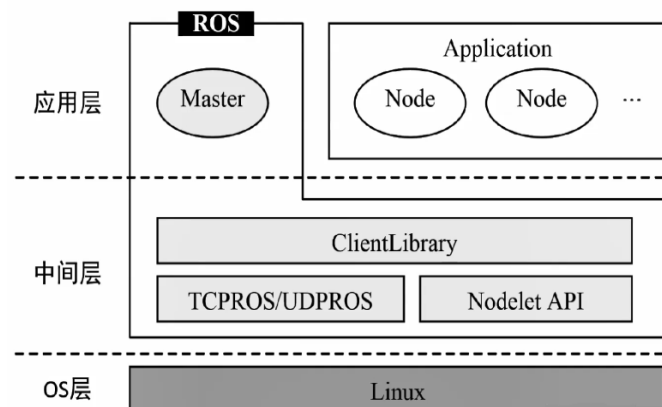 ROS
Application
应用层
Master
Node
Node
...
中间层
ClientLibrary
TCPROS/UDPROS
Nodelet API
OS层
Linux